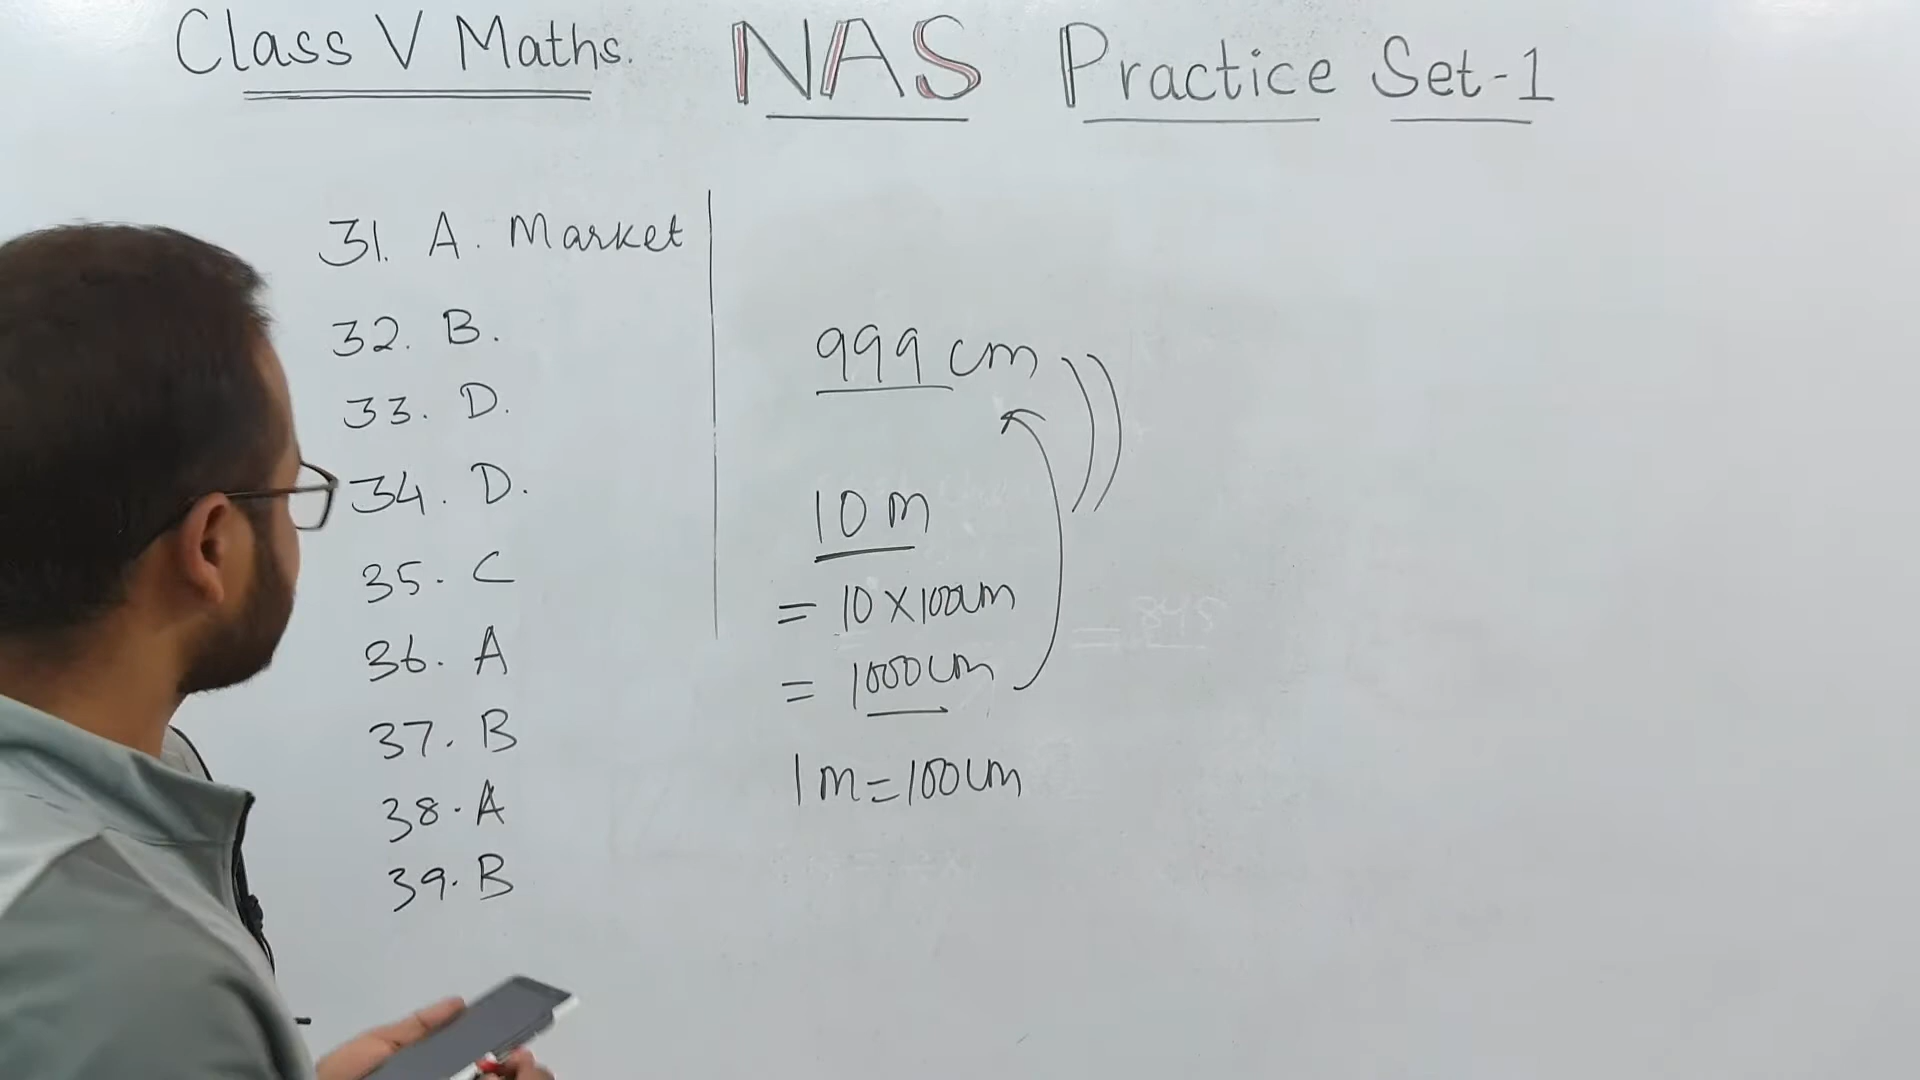 Class V Maths. NAS Practice Set-1
31. A. Market
32. B.
33. D.
34. D.
35. C
36. A
37. B
38. A
39. B
999 cm
10 m
= 10 x 100cm
= 1000cm
1 m = 100cm